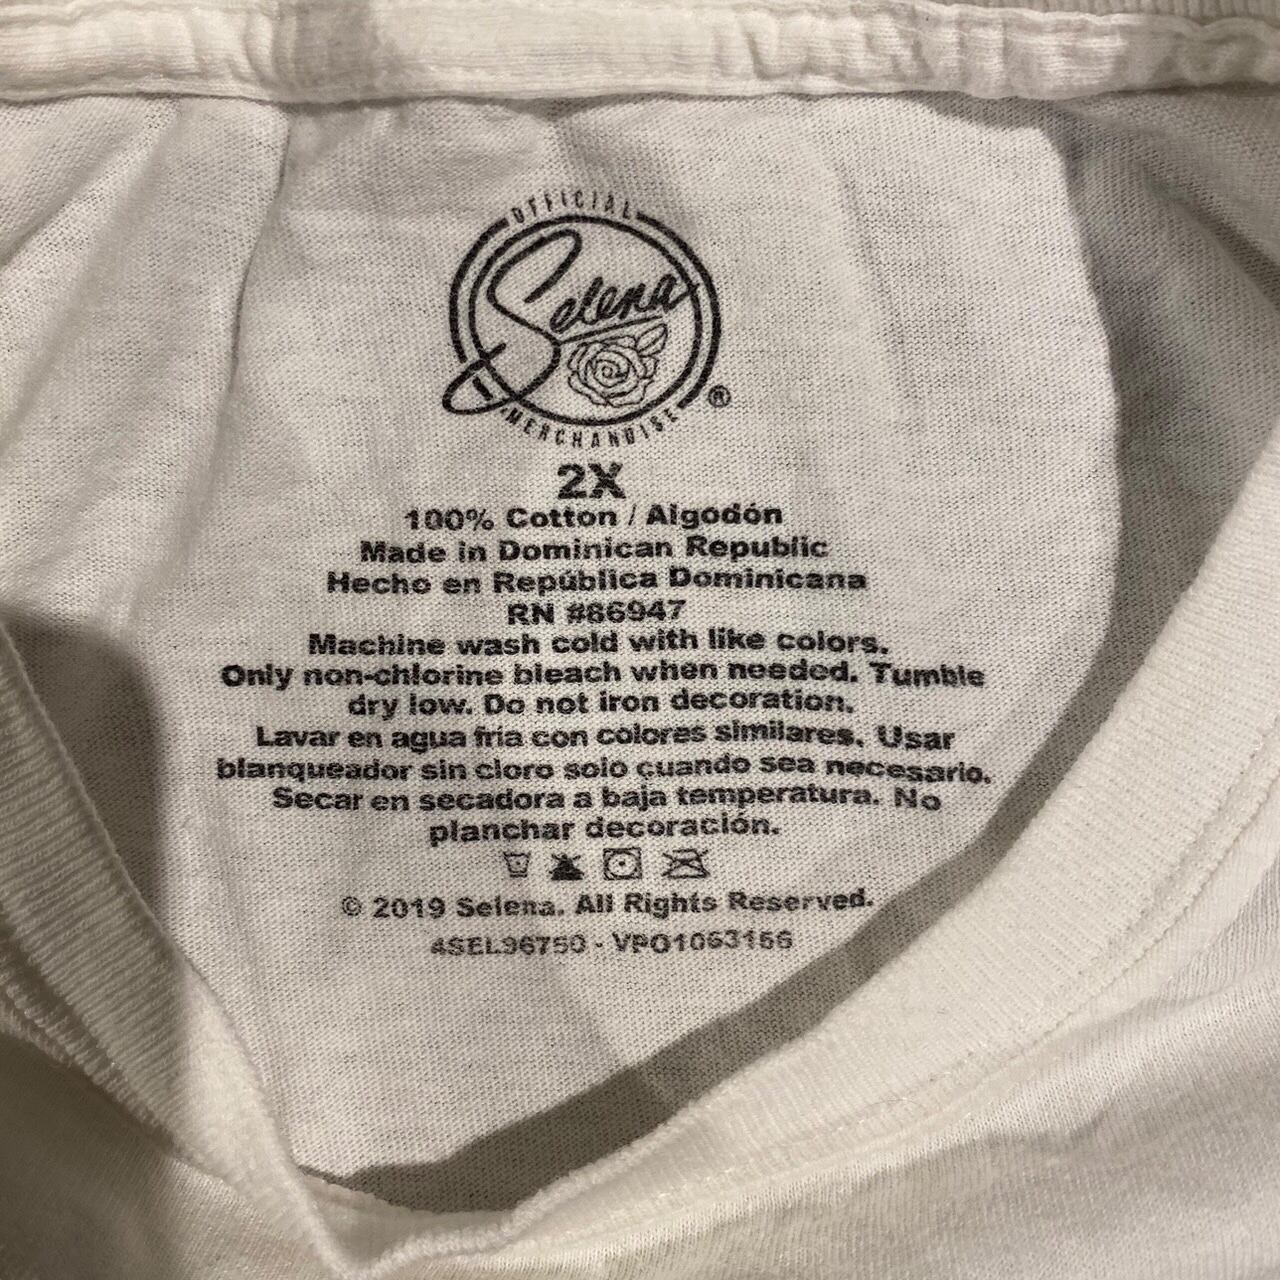 OFFICIAL
Selena
®
MERCHANDISE
2X
100% Cotton / Algodón
Made in Dominican Republic
Hecho en República Dominicana
RN #86947
Machine wash cold with like colors.
Only non-chlorine bleach when needed. Tumble
dry low. Do not iron decoration.
Lavar en agua fría con colores similares. Usar
blanqueador sin cloro solo cuando sea necesario.
Secar en secadora a baja temperatura. No
planchar decoración.
© 2019 Selena. All Rights Reserved.
4SEL96750 - VPO1063166